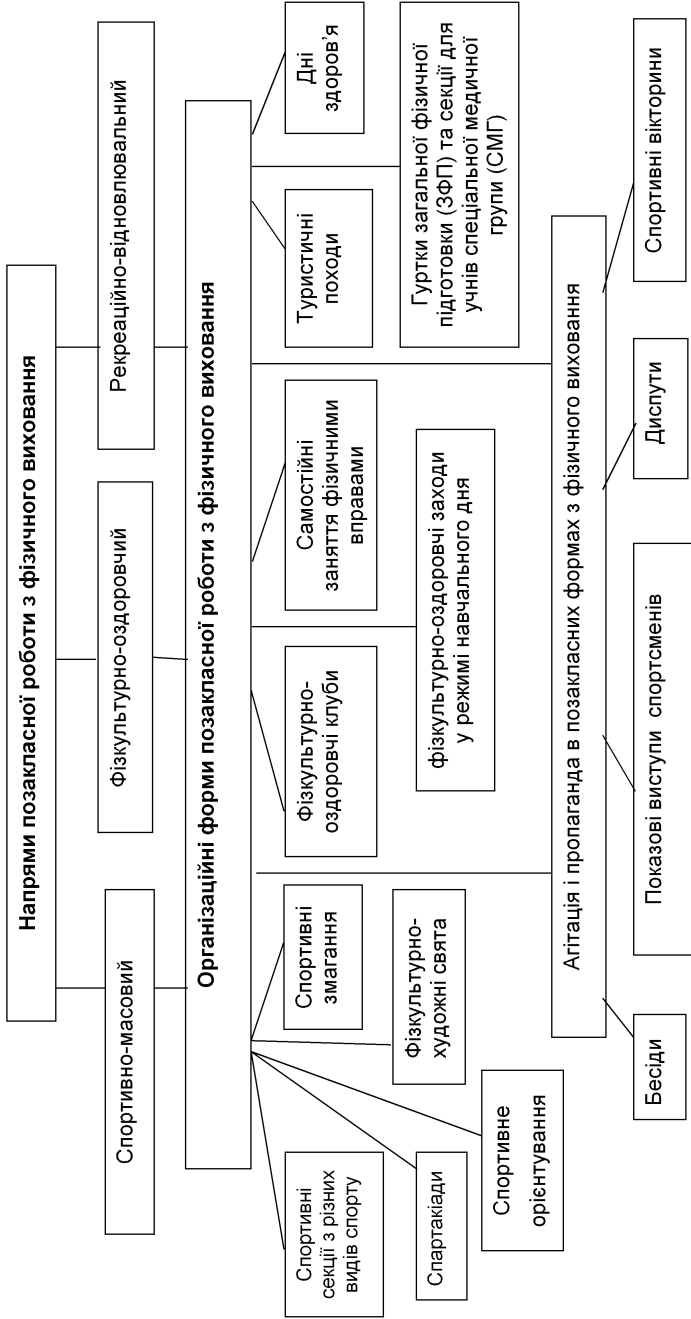 Напрями позакласної роботи з фізичного виховання
Спортивно-масовий
Фізкультурно-оздоровчий
Рекреаційно-відновлювальний
Організаційні форми позакласної роботи з фізичного виховання
Спортивні
секції з різних
видів спорту
Спортивні
змагання
Фізкультурно-
оздоровчі клуби
Самостійні
заняття фізичними
вправами
Туристичні
походи
Дні
здоров’я
Спартакіади
Фізкультурно-
художні свята
фізкультурно-оздоровчі заходи
у режимі навчального дня
Гуртки загальної фізичної
підготовки (ЗФП) та секції для
учнів спеціальної медичної
групи (СМГ)
Спортивне
орієнтування
Агітація і пропаганда в позакласних формах з фізичного виховання
Бесіди
Показові виступи спортсменів
Диспути
Спортивні вікторини